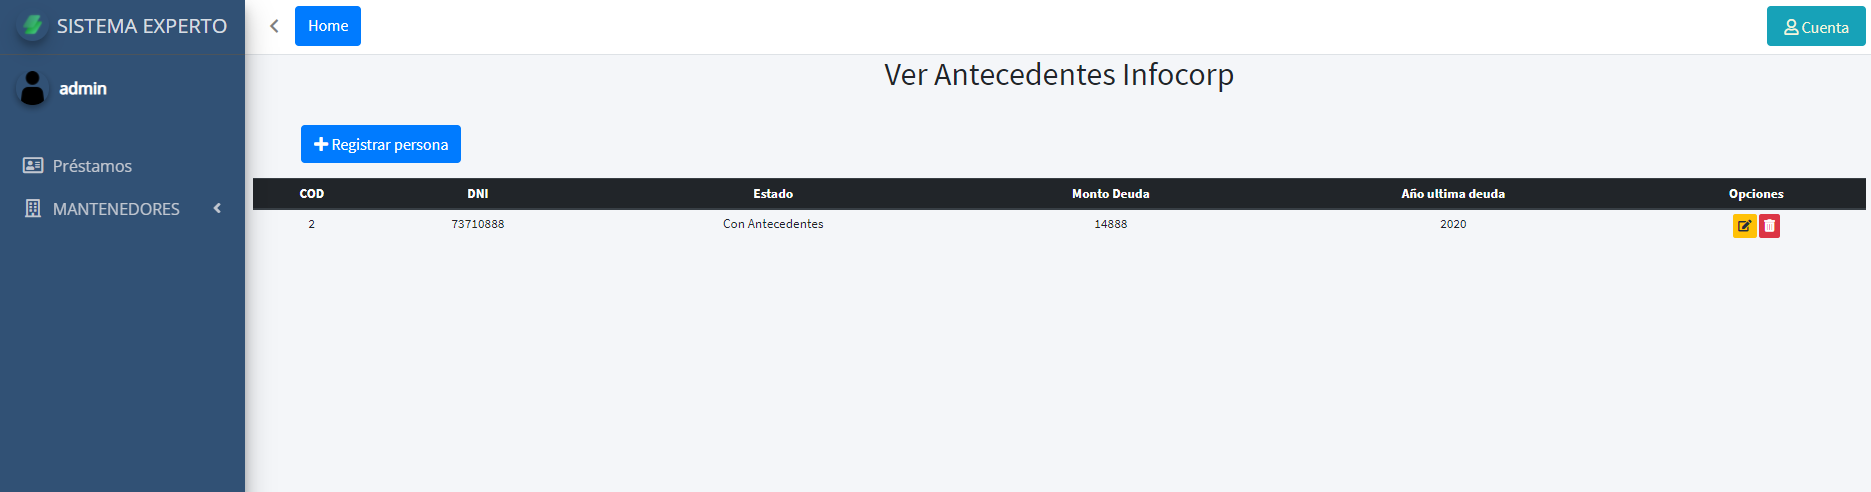 SISTEMA EXPERTO
Home
Cuenta
admin
Ver Antecedentes Infocorp
Registrar persona
Préstamos
MANTENEDORES
COD DNI Estado Monto Deuda Año ultima deuda Opciones
2 73710888 Con Antecedentes 14888 2020